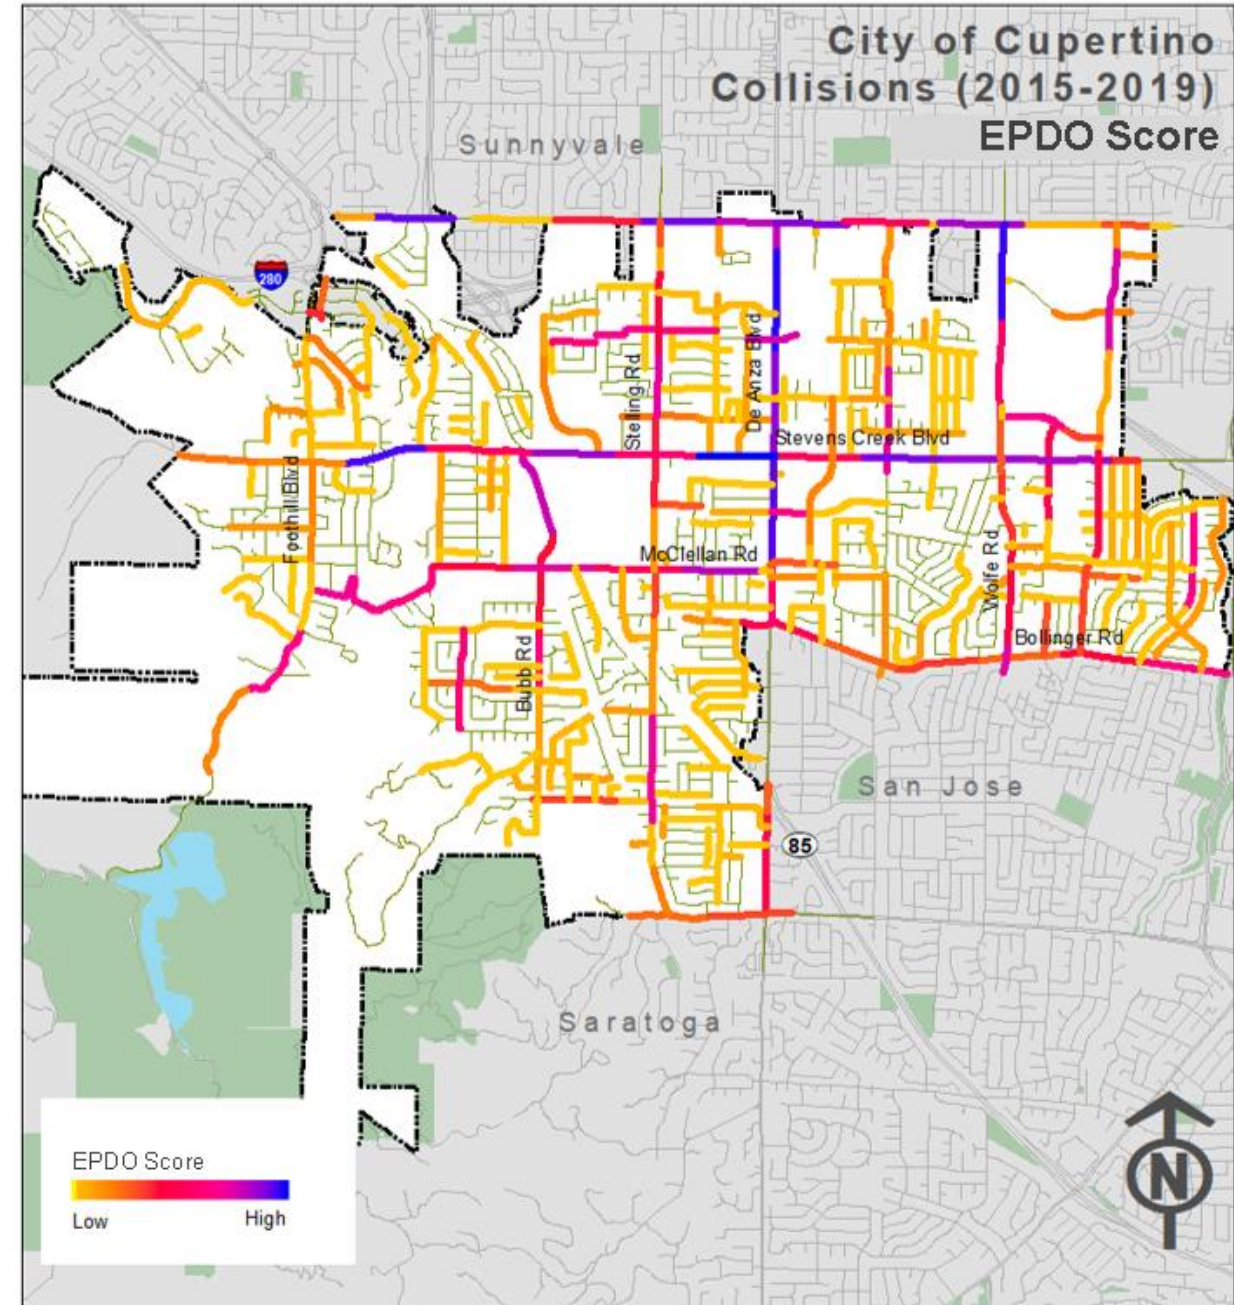 City of Cupertino
Collisions (2015-2019)
EPDO Score
Sunnyvale
280
De Anza Blvd
Stelling Rd
Stevens Creek Blvd
Foothill Blvd
McClellan Rd
Wolfe Rd
Bollinger Rd
Bubb Rd
San Jose
85
Saratoga
EPDO Score
Low
High
N